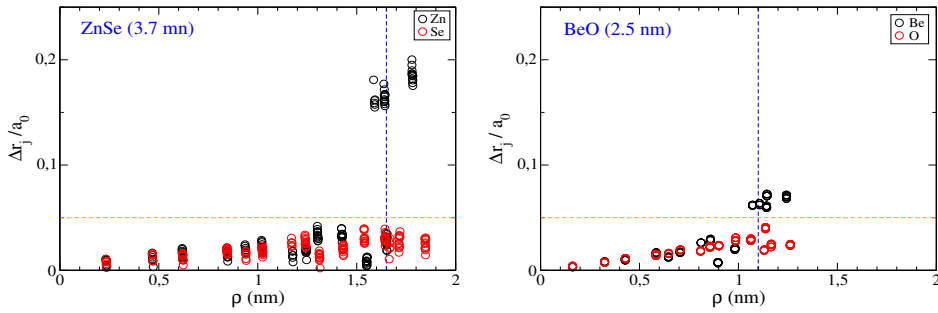 ZnSe (3.7 mn)
Zn
Se
0,2
0,1
0
Δr_j / a_0
0 0,5 1 1,5 2
ρ (nm)
BeO (2.5 nm)
Be
O
0,2
0,1
0
Δr_j / a_0
0 0,5 1 1,5 2
ρ (nm)